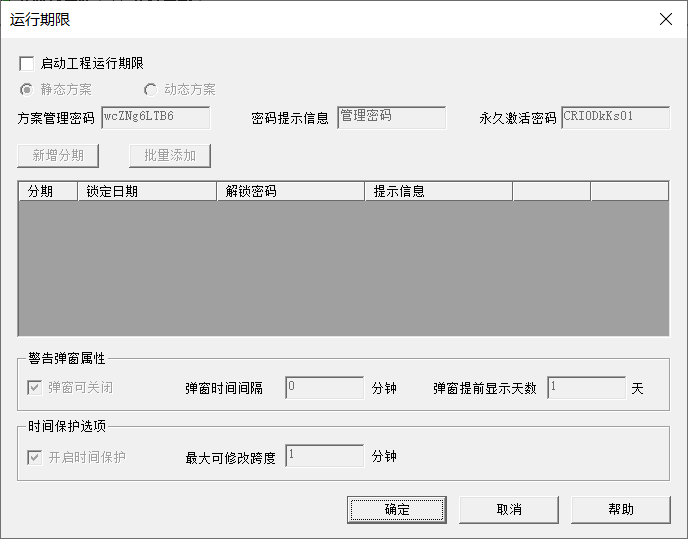 运行期限
启动工程运行期限
静态方案 动态方案
方案管理密码 wcZNg6LTB6 密码提示信息 管理密码 永久激活密码 CRIODkKs01
新增分期 批量添加
分期 锁定日期 解锁密码 提示信息
警告弹窗属性
弹窗可关闭 弹窗时间间隔 0 分钟 弹窗提前显示天数 1 天
时间保护选项
开启时间保护 最大可修改跨度 1 分钟
确定 取消 帮助